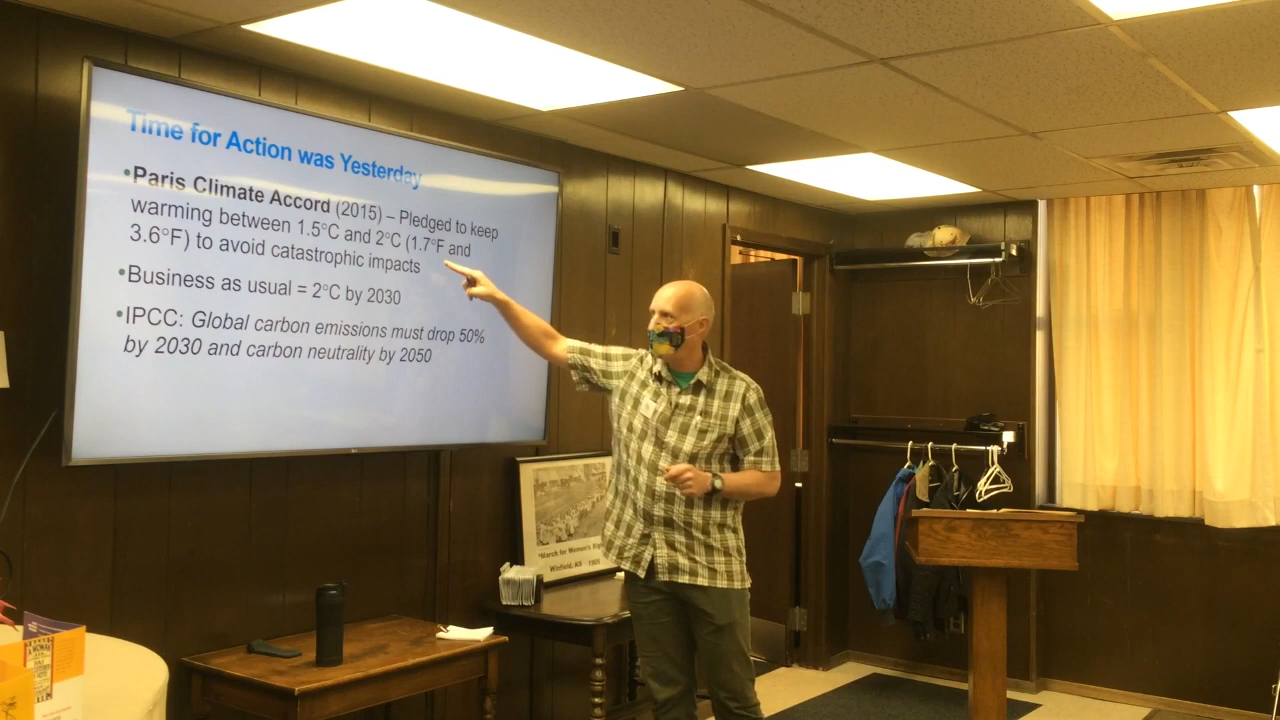 Time for Action was Yesterday
•Paris Climate Accord (2015) – Pledged to keep
warming between 1.5°C and 2°C (1.7°F and
3.6°F) to avoid catastrophic impacts
•Business as usual = 2°C by 2030
•IPCC: Global carbon emissions must drop 50%
by 2030 and carbon neutrality by 2050
"March for Women's
Winfield, KS
A WOMAN